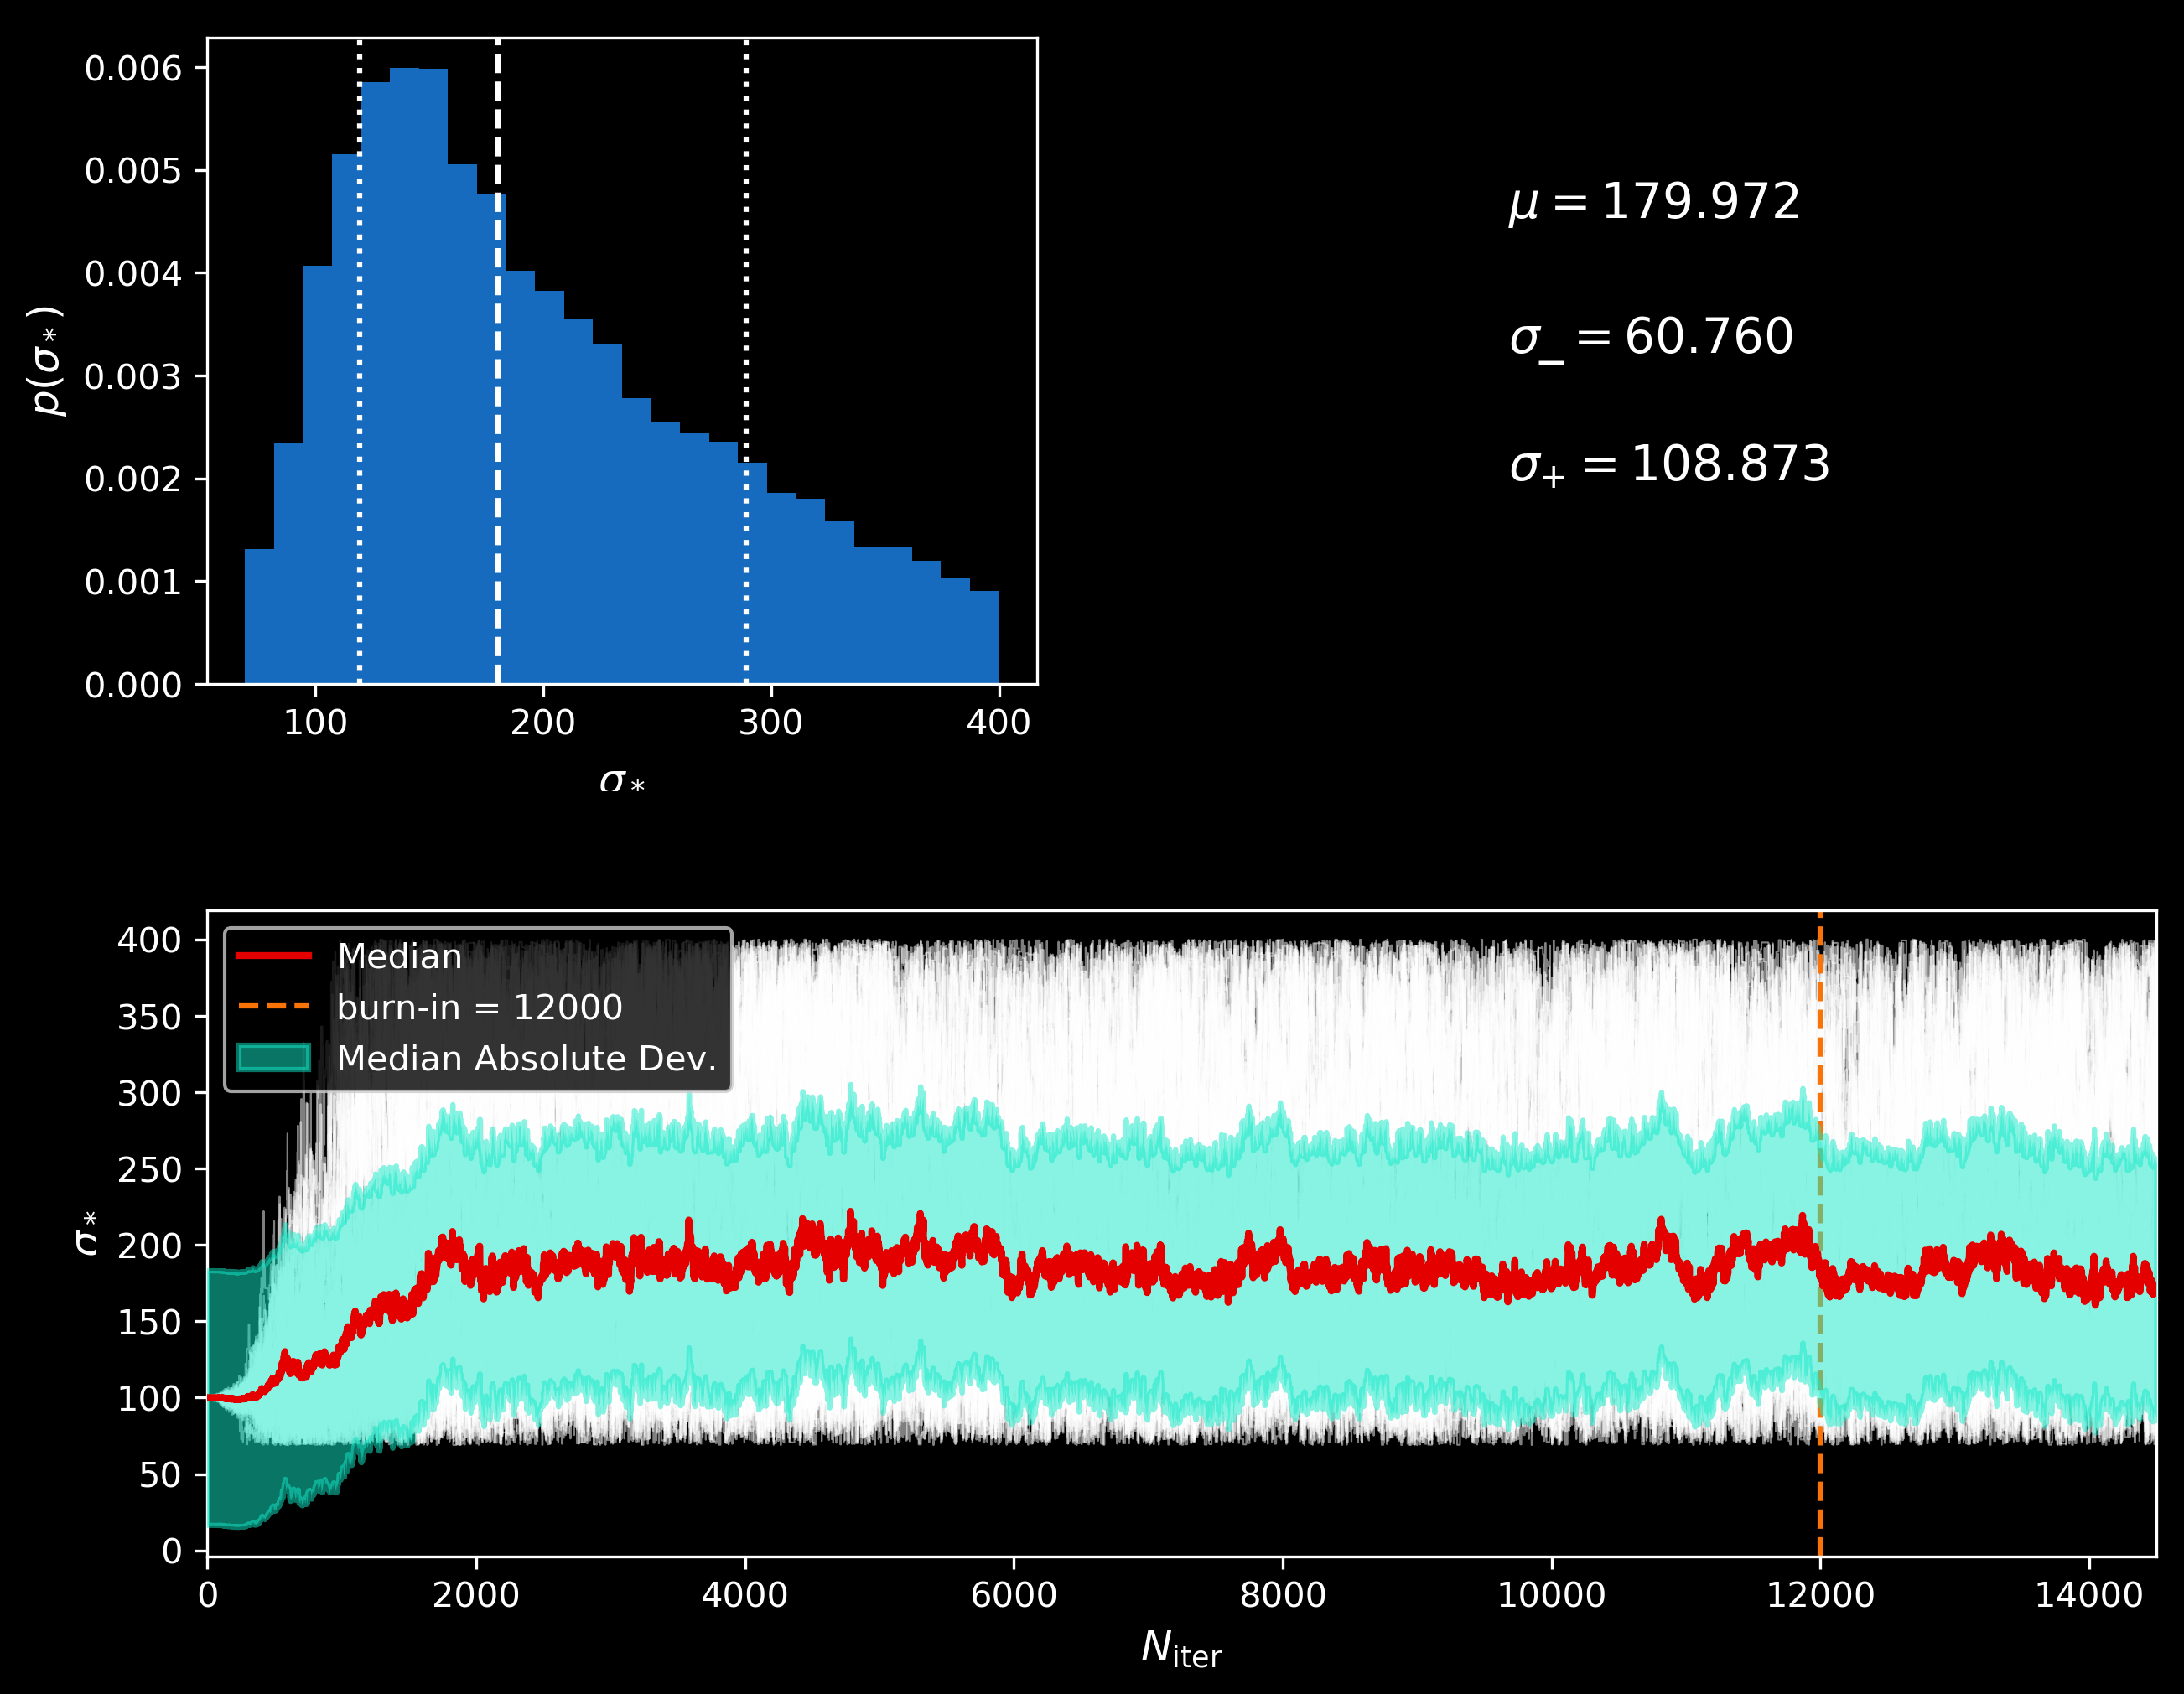 0.006
0.005
0.004
0.003
0.002
0.001
0.000
p(σ*)
100 200 300 400
σ*
μ = 179.972
σ_ = 60.760
σ+ = 108.873
400
350
300
250
200
150
100
50
0
σ*
Median
burn-in = 12000
Median Absolute Dev.
0 2000 4000 6000 8000 10000 12000 14000
Niter